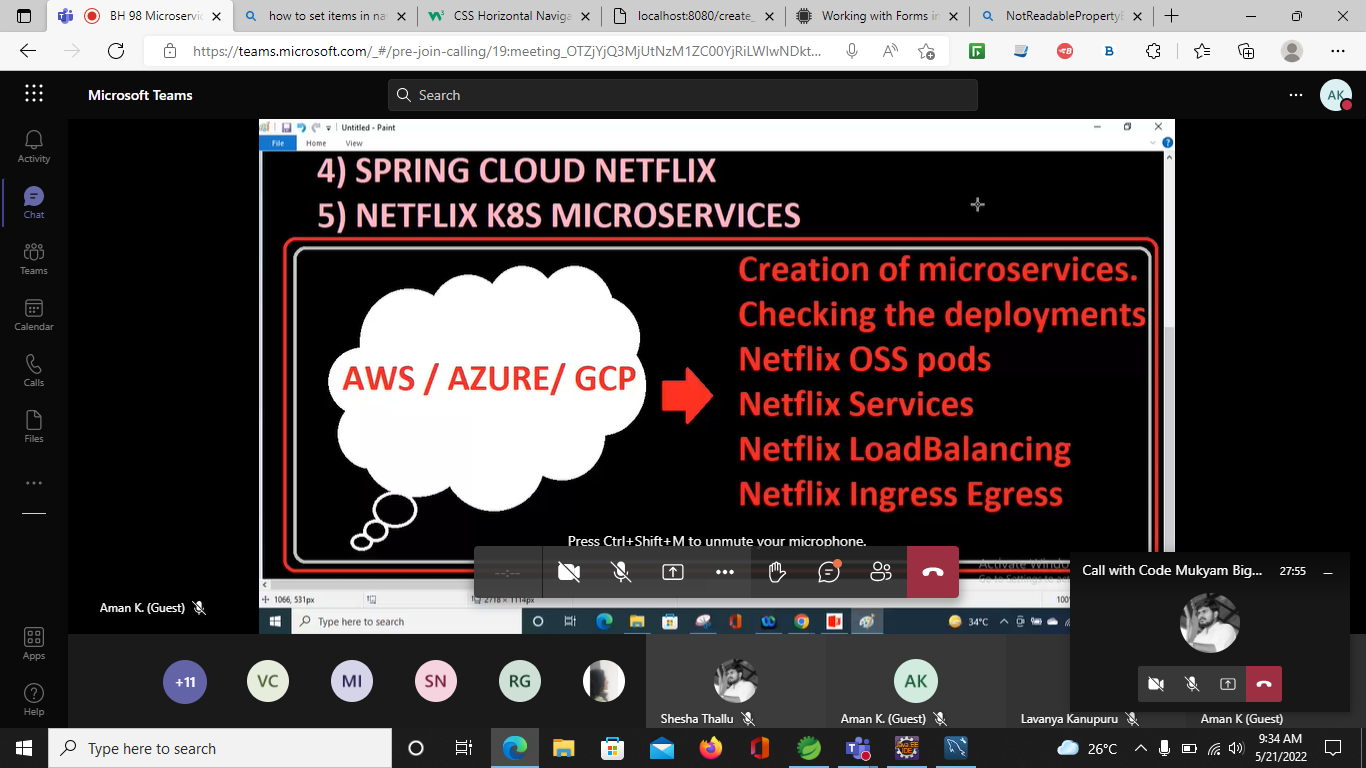 BH 98 Microservic
how to set items in na
CSS Horizontal Naviga
localhost:8080/create_
Working with Forms in
NotReadablePropertyE
https://teams.microsoft.com/_#/pre-join-calling/19:meeting_OTZjYjQ3MjUtNzM1ZC00YjRiLWIwNDkt...
Microsoft Teams
Search
AK
Activity
Chat
Teams
Calendar
Calls
Files
Apps
Help
Untitled - Paint
File Home View
4) SPRING CLOUD NETFLIX
5) NETFLIX K8S MICROSERVICES
AWS / AZURE/ GCP
Creation of microservices.
Checking the deployments
Netflix OSS pods
Netflix Services
Netflix LoadBalancing
Netflix Ingress Egress
Press Ctrl+Shift+M to unmute your microphone.
--:--
Activate Windo
1066, 531px
2718 × 1114px
100%
Type here to search
34°C
Call with Code Mukyam Big... 27:55
Aman K. (Guest)
+11
VC
MI
SN
RG
AK
Shesha Thallu
Aman K. (Guest)
Lavanya Kanupuru
Aman K (Guest)
Type here to search
26°C
9:34 AM
5/21/2022